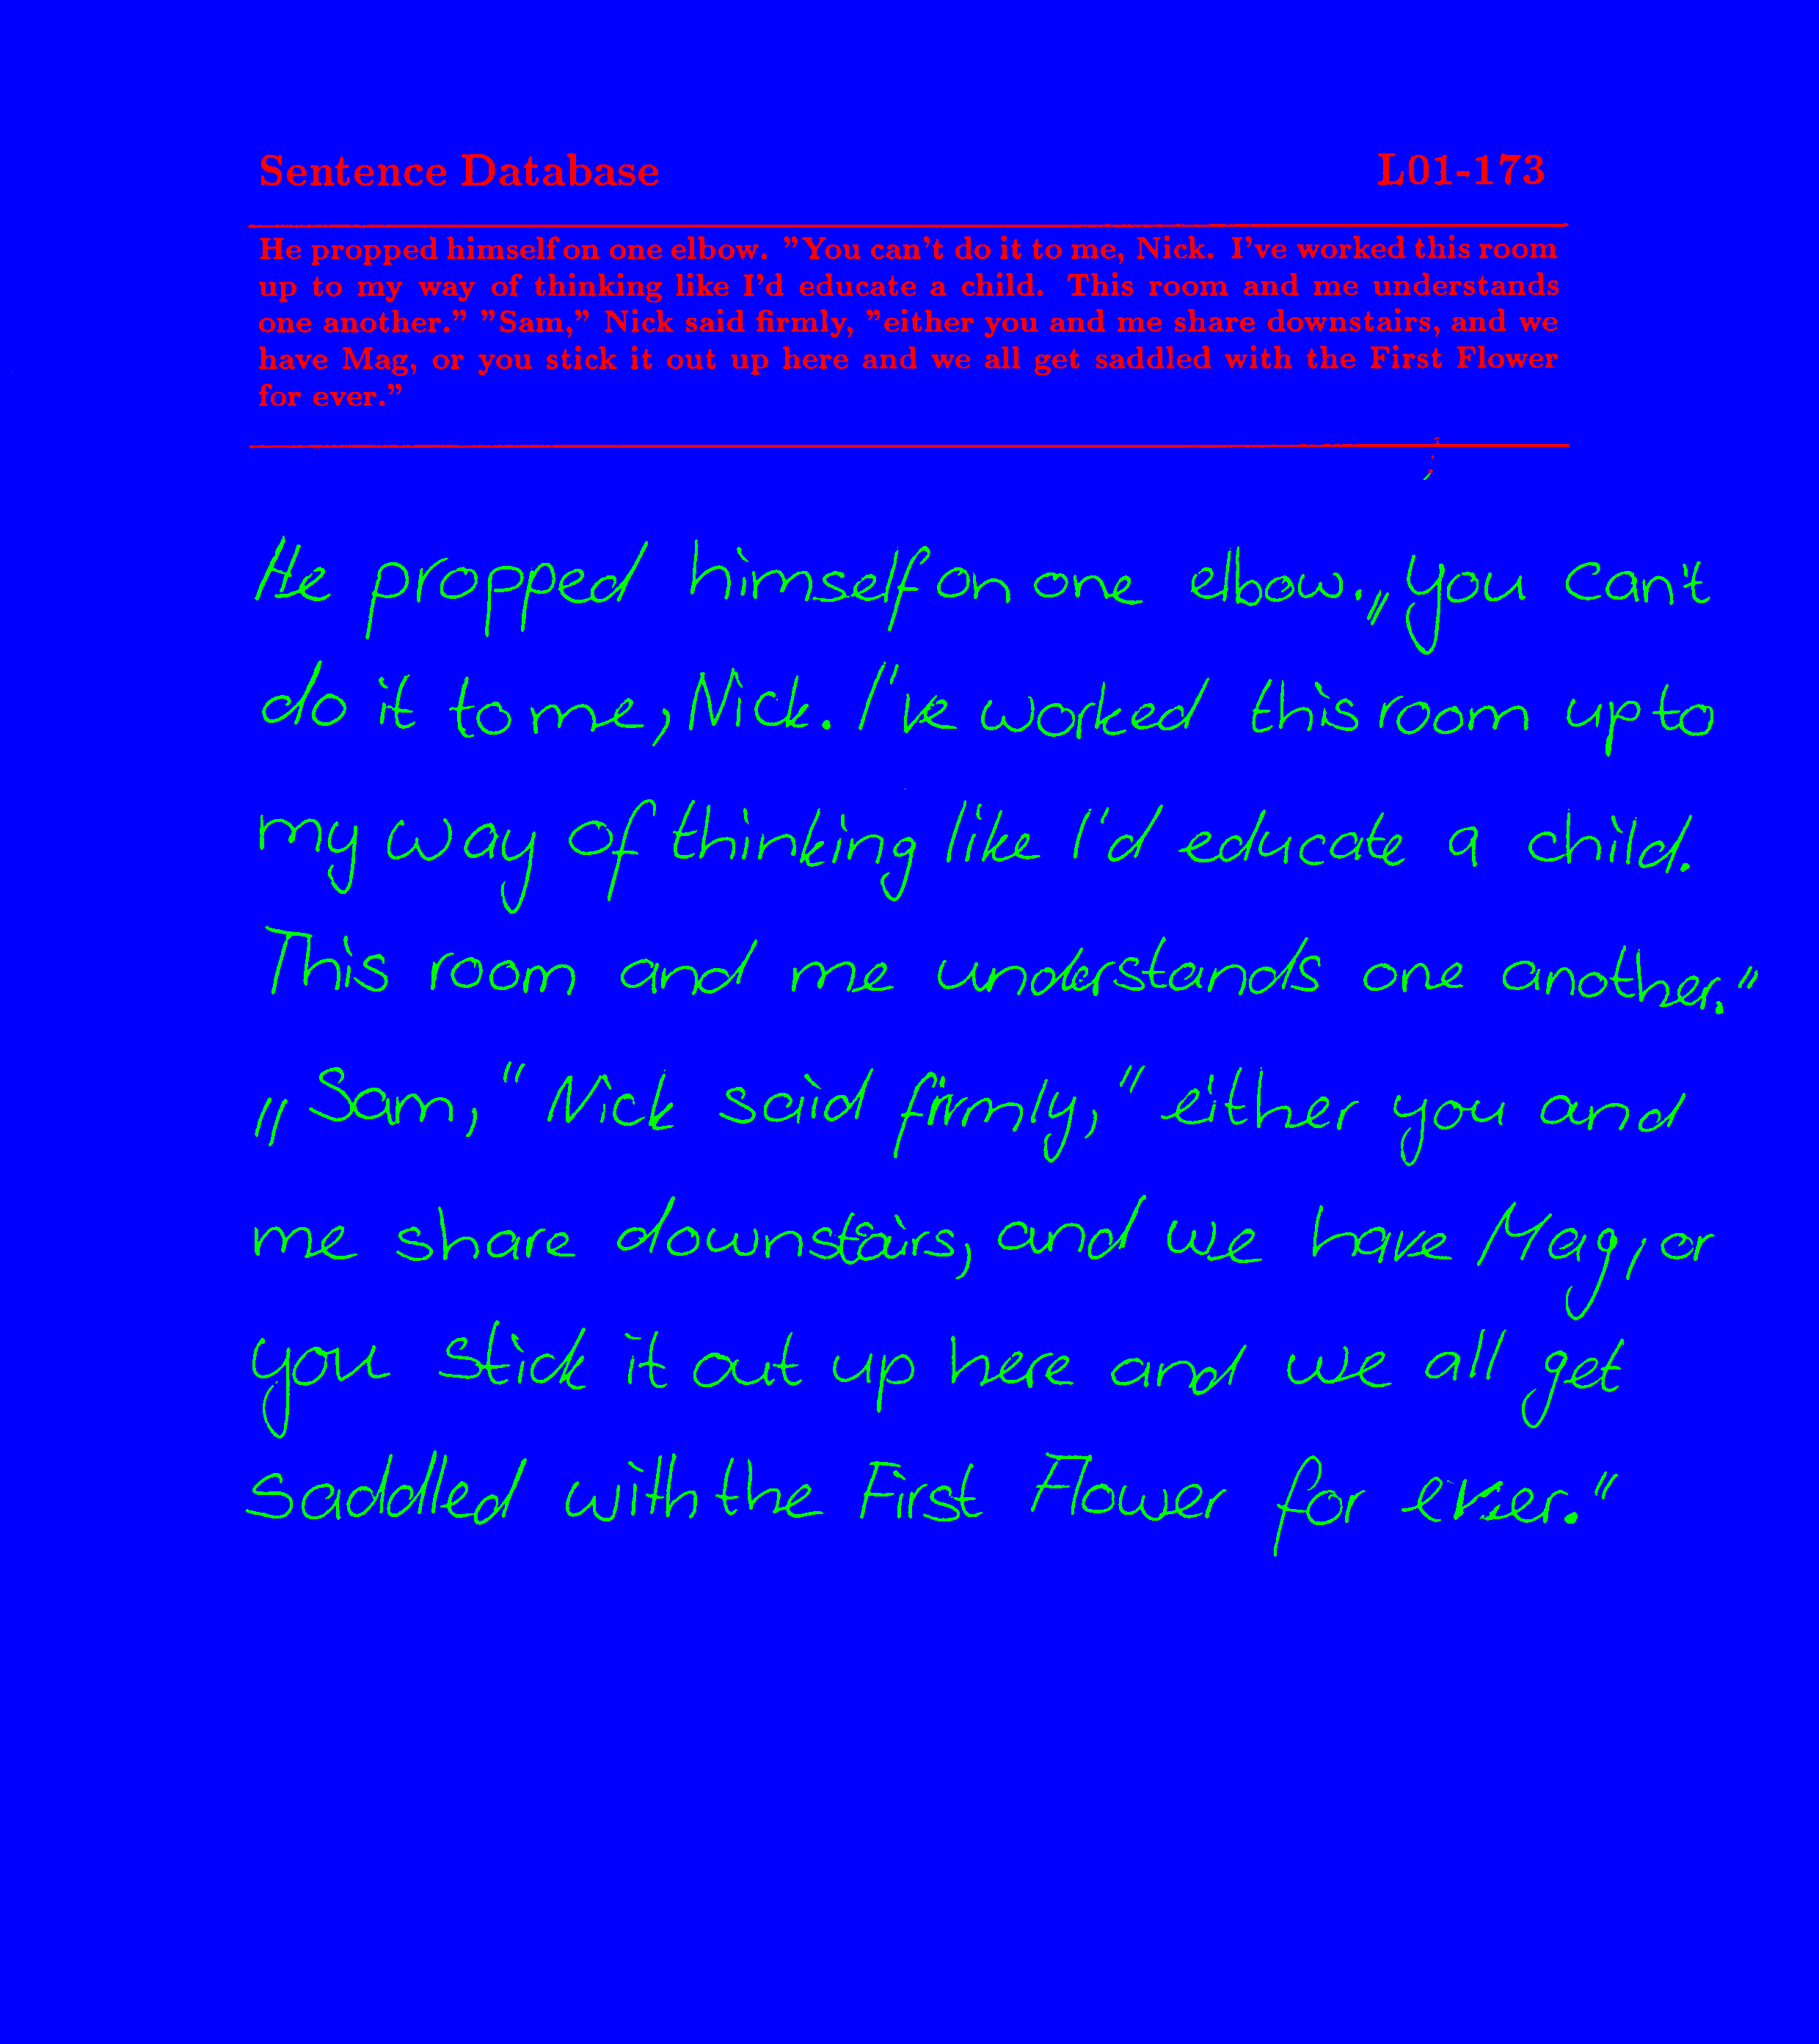 Sentence Database L01-173
He propped himself on one elbow. "You can't do it to me, Nick. I've worked this room
up to my way of thinking like I'd educate a child. This room and me understands
one another." "Sam," Nick said firmly, "either you and me share downstairs, and we
have Mag, or you stick it out up here and we all get saddled with the First Flower
for ever."
He propped himself on one elbow. „You can't
do it to me, Nick. I've worked this room up to
my way of thinking like I'd educate a child.
This room and me understands one another."
„Sam," Nick said firmly," either you and
me share downstairs, and we have Mag, or
you stick it out up here and we all get
saddled with the First Flower for ever."